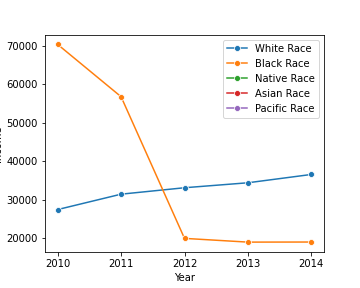 70000
60000
50000
40000
30000
20000
2010 2011 2012 2013 2014
Year
White Race
Black Race
Native Race
Asian Race
Pacific Race